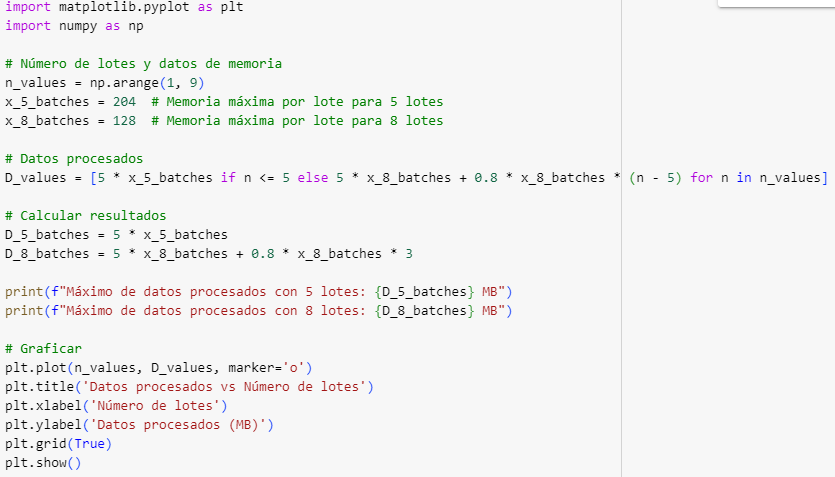 import matplotlib.pyplot as plt
import numpy as np
# Número de lotes y datos de memoria
n_values = np.arange(1, 9)
x_5_batches = 204  # Memoria máxima por lote para 5 lotes
x_8_batches = 128  # Memoria máxima por lote para 8 lotes
# Datos procesados
D_values = [5 * x_5_batches if n <= 5 else 5 * x_8_batches + 0.8 * x_8_batches * (n - 5) for n in n_values]
# Calcular resultados
D_5_batches = 5 * x_5_batches
D_8_batches = 5 * x_8_batches + 0.8 * x_8_batches * 3
print(f"Máximo de datos procesados con 5 lotes: {D_5_batches} MB")
print(f"Máximo de datos procesados con 8 lotes: {D_8_batches} MB")
# Graficar
plt.plot(n_values, D_values, marker='o')
plt.title('Datos procesados vs Número de lotes')
plt.xlabel('Número de lotes')
plt.ylabel('Datos procesados (MB)')
plt.grid(True)
plt.show()